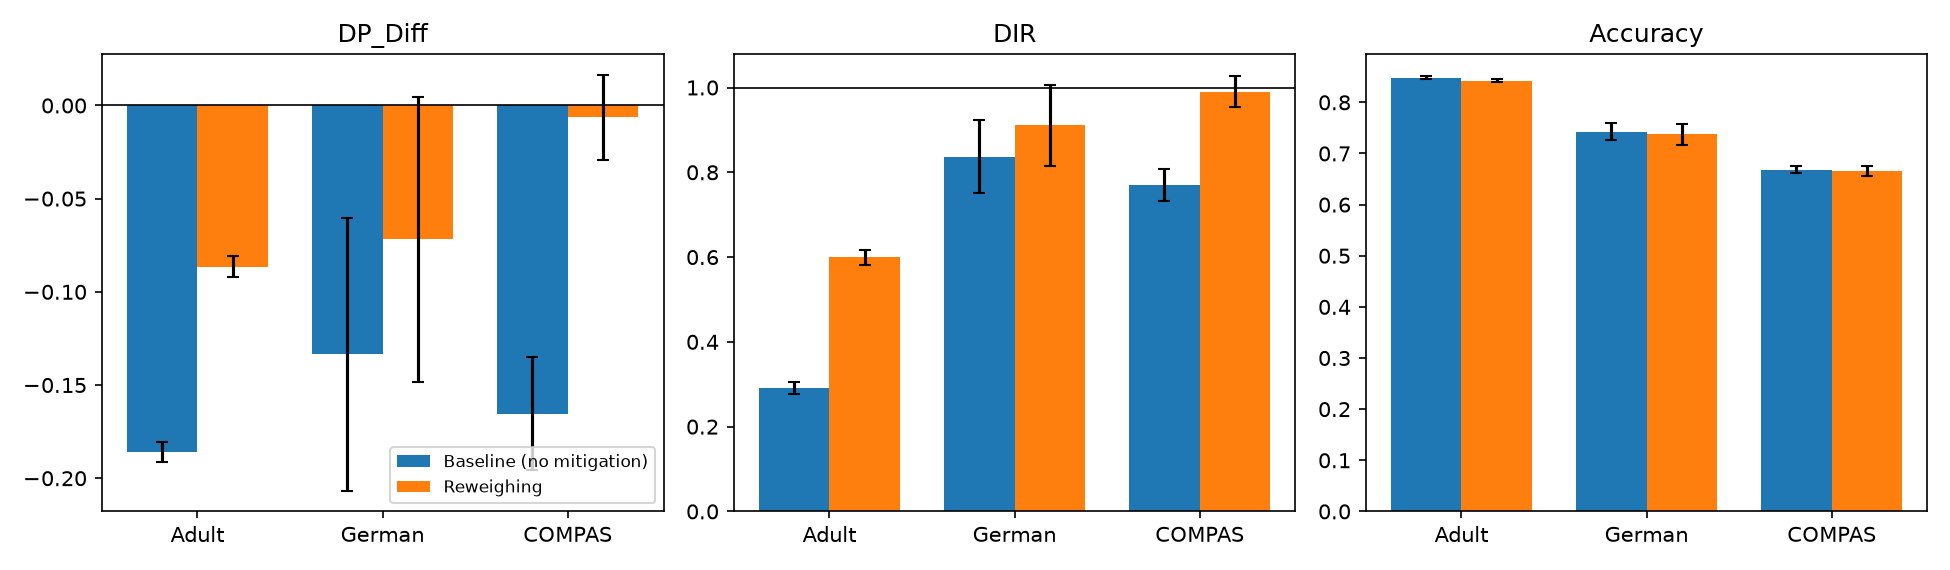 DP_Diff
0.00
−0.05
−0.10
−0.15
−0.20
Baseline (no mitigation)
Reweighing
Adult German COMPAS
DIR
1.0
0.8
0.6
0.4
0.2
0.0
Adult German COMPAS
Accuracy
0.8
0.7
0.6
0.5
0.4
0.3
0.2
0.1
0.0
Adult German COMPAS